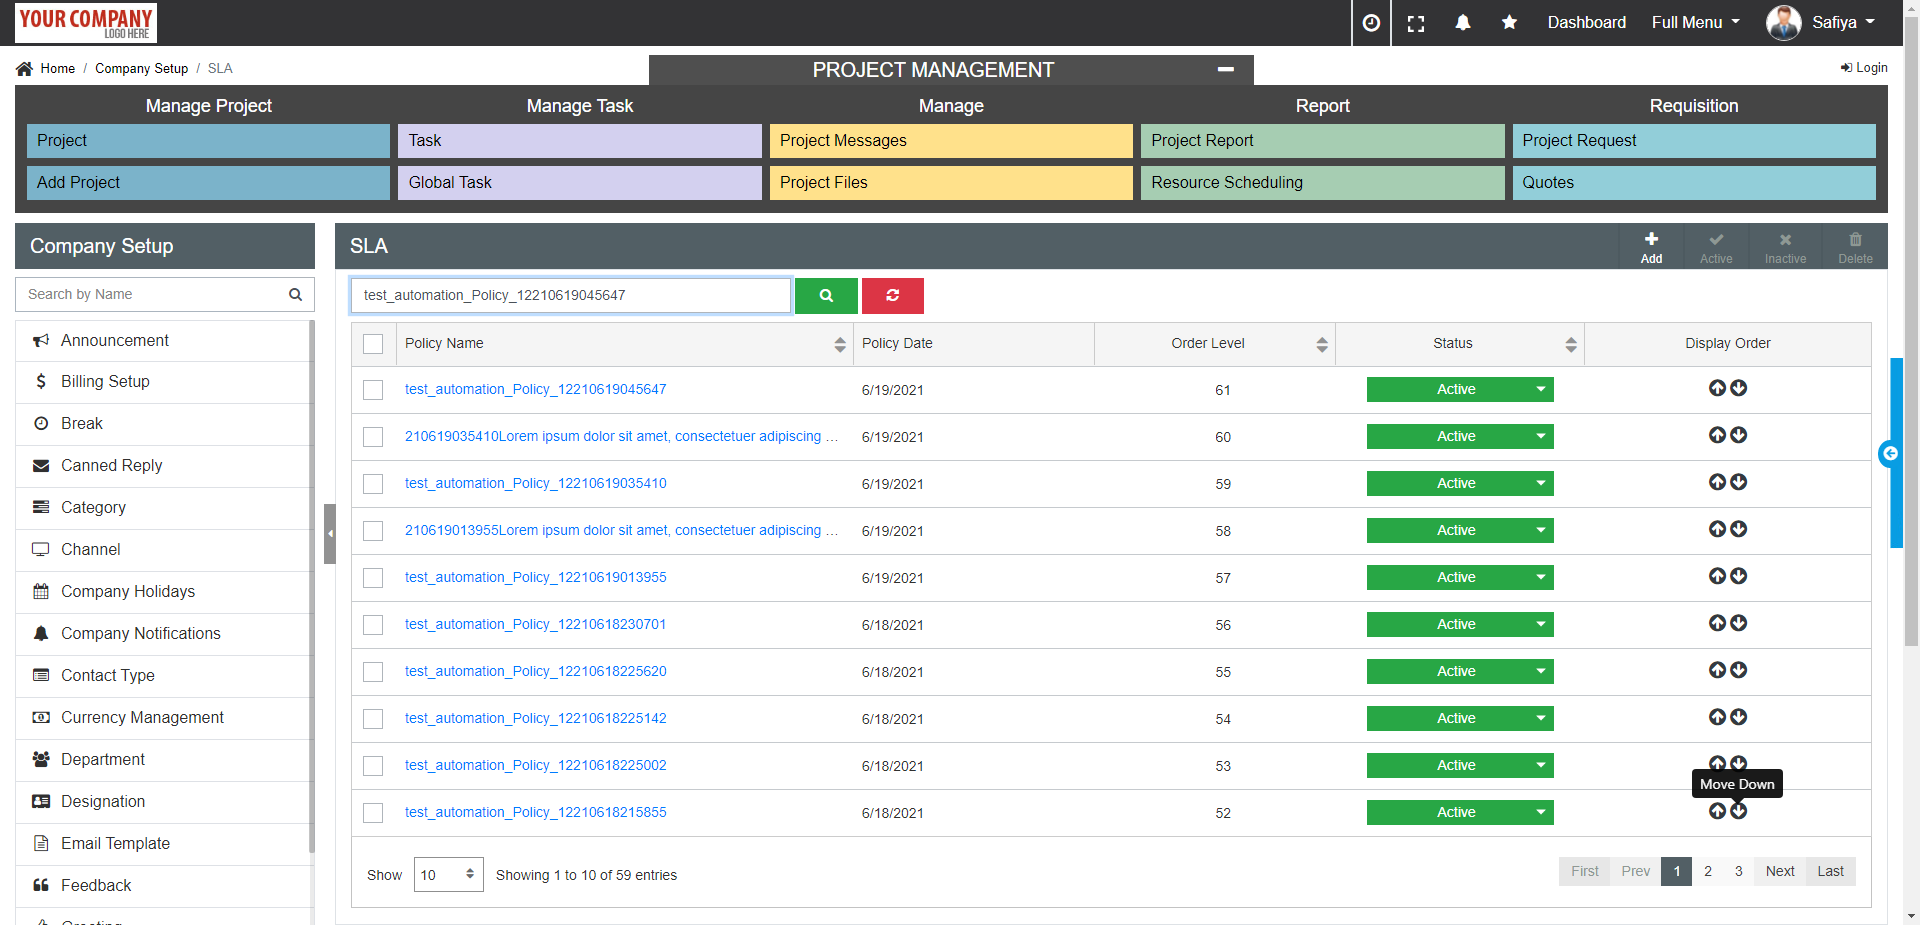 YOUR COMPANY
LOGO HERE
Dashboard
Full Menu
Safiya
Home / Company Setup / SLA
PROJECT MANAGEMENT
Login
Manage Project
Manage Task
Manage
Report
Requisition
Project
Task
Project Messages
Project Report
Project Request
Add Project
Global Task
Project Files
Resource Scheduling
Quotes
Company Setup
Search by Name
Announcement
Billing Setup
Break
Canned Reply
Category
Channel
Company Holidays
Company Notifications
Contact Type
Currency Management
Department
Designation
Email Template
Feedback
SLA
Add
Active
Inactive
Delete
test_automation_Policy_12210619045647
Policy Name Policy Date Order Level Status Display Order
test_automation_Policy_12210619045647 6/19/2021 61 Active
210619035410Lorem ipsum dolor sit amet, consectetuer adipiscing ... 6/19/2021 60 Active
test_automation_Policy_12210619035410 6/19/2021 59 Active
210619013955Lorem ipsum dolor sit amet, consectetuer adipiscing ... 6/19/2021 58 Active
test_automation_Policy_12210619013955 6/19/2021 57 Active
test_automation_Policy_12210618230701 6/18/2021 56 Active
test_automation_Policy_12210618225620 6/18/2021 55 Active
test_automation_Policy_12210618225142 6/18/2021 54 Active
test_automation_Policy_12210618225002 6/18/2021 53 Active
Move Down
test_automation_Policy_12210618215855 6/18/2021 52 Active
Show 10 Showing 1 to 10 of 59 entries
First Prev 1 2 3 Next Last